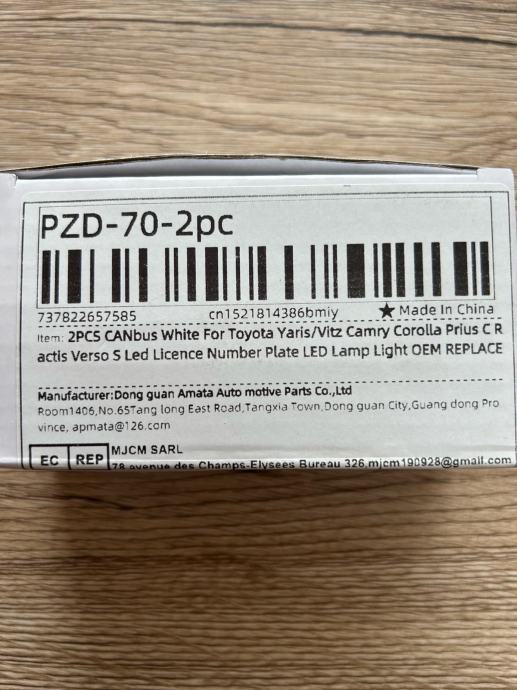 PZD-70-2pc
737822657585 cn1521814386bmiy ★ Made In China
Item: 2PCS CANbus White For Toyota Yaris/Vitz Camry Corolla Prius C R
actis Verso S Led Licence Number Plate LED Lamp Light OEM REPLACE
Manufacturer:Dong guan Amata Auto motive Parts Co.,Ltd
Room1406,No.65Tang long East Road,Tangxia Town,Dong guan City,Guang dong Pro
vince, apmata@126.com
EC REP MJCM SARL
78 avenue des Champs-Elysees Bureau 326,mjcm190928@gmail.com